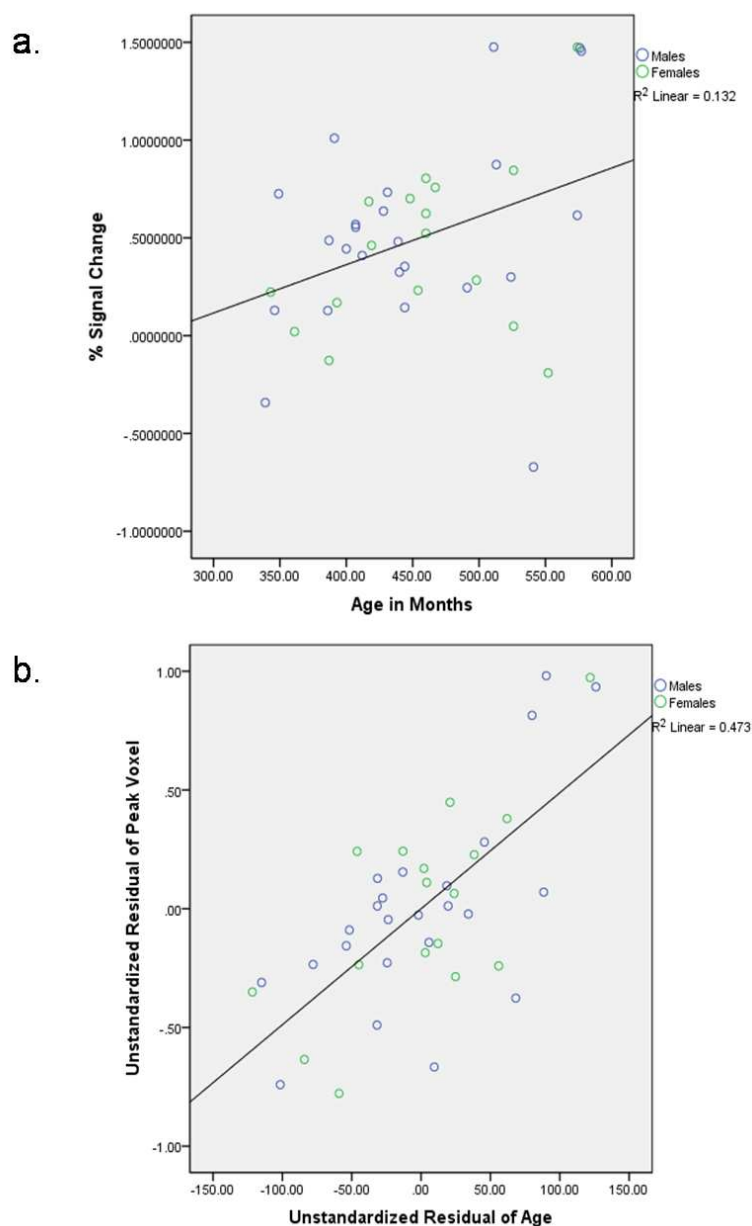 a.
1.5000000
1.0000000
.5000000
.0000000
-.5000000
-1.0000000
% Signal Change
300.00 350.00 400.00 450.00 500.00 550.00 600.00
Age in Months
Males
Females
R² Linear = 0.132
b.
1.00
.50
.00
-.50
-1.00
Unstandardized Residual of Peak Voxel
-150.00 -100.00 -50.00 .00 50.00 100.00 150.00
Unstandardized Residual of Age
Males
Females
R² Linear = 0.473